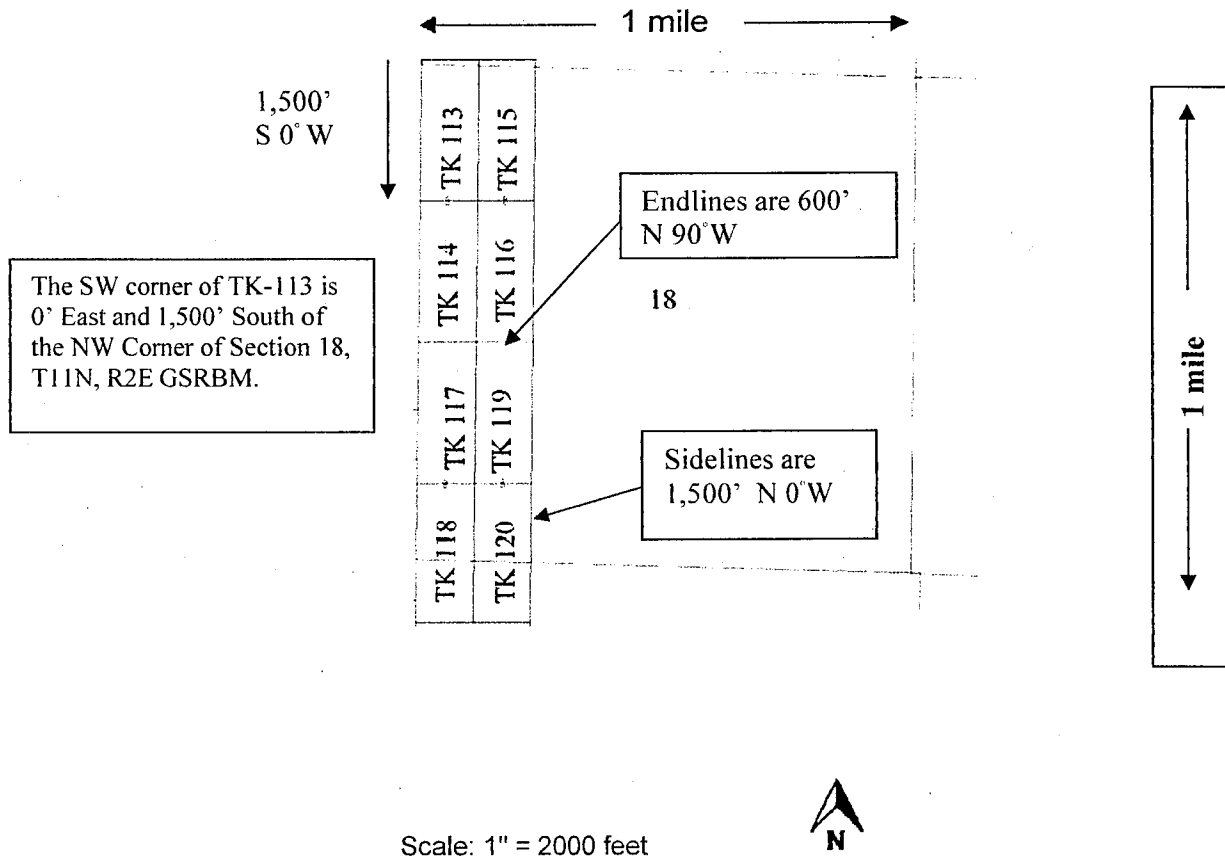 1 mile
1,500’
S 0° W
TK 113
TK 115
TK 114
TK 116
TK 117
TK 119
TK 118
TK 120
Endlines are 600’
N 90°W
18
The SW corner of TK-113 is
0’ East and 1,500’ South of
the NW Corner of Section 18,
T11N, R2E GSRBM.
Sidelines are
1,500’ N 0°W
1 mile
N
Scale: 1" = 2000 feet